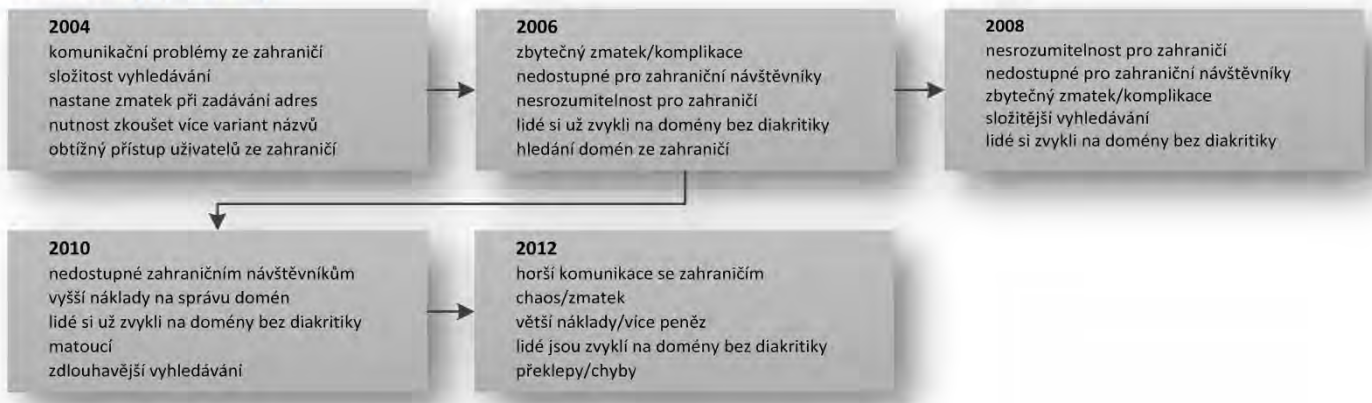 2004
komunikační problémy ze zahraničí
složitost vyhledávání
nastane zmatek při zadávání adres
nutnost zkoušet více variant názvů
obtížný přístup uživatelů ze zahraničí
2006
zbytečný zmatek/komplikace
nedostupné pro zahraniční návštěvníky
nesrozumitelnost pro zahraničí
lidé si už zvykli na domény bez diakritiky
hledání domén ze zahraničí
2008
nesrozumitelnost pro zahraničí
nedostupné pro zahraniční návštěvníky
zbytečný zmatek/komplikace
složitější vyhledávání
lidé si zvykli na domény bez diakritiky
2010
nedostupné zahraničním návštěvníkům
vyšší náklady na správu domén
lidé si už zvykli na domény bez diakritiky
matoucí
zdlouhavější vyhledávání
2012
horší komunikace se zahraničím
chaos/zmatek
větší náklady/více peněz
lidé jsou zvyklí na domény bez diakritiky
překlepy/chyby